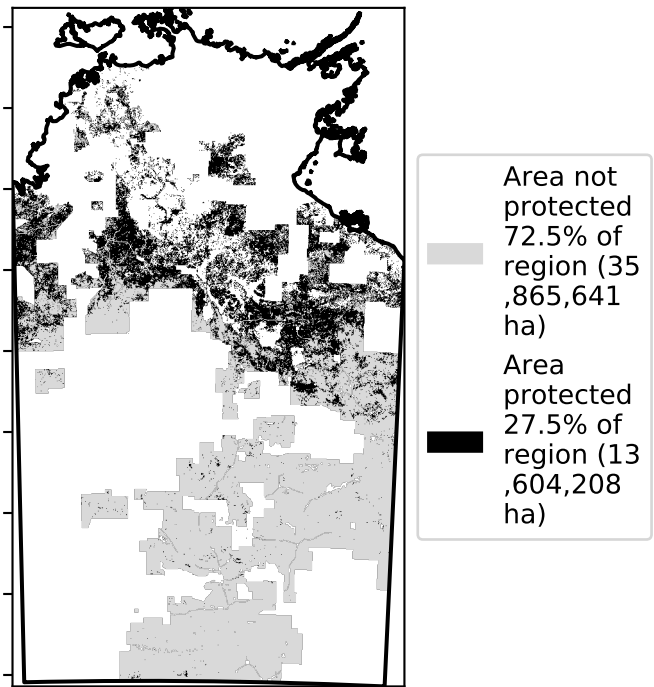 Area not
protected
72.5% of
region (35
,865,641
ha)
Area
protected
27.5% of
region (13
,604,208
ha)